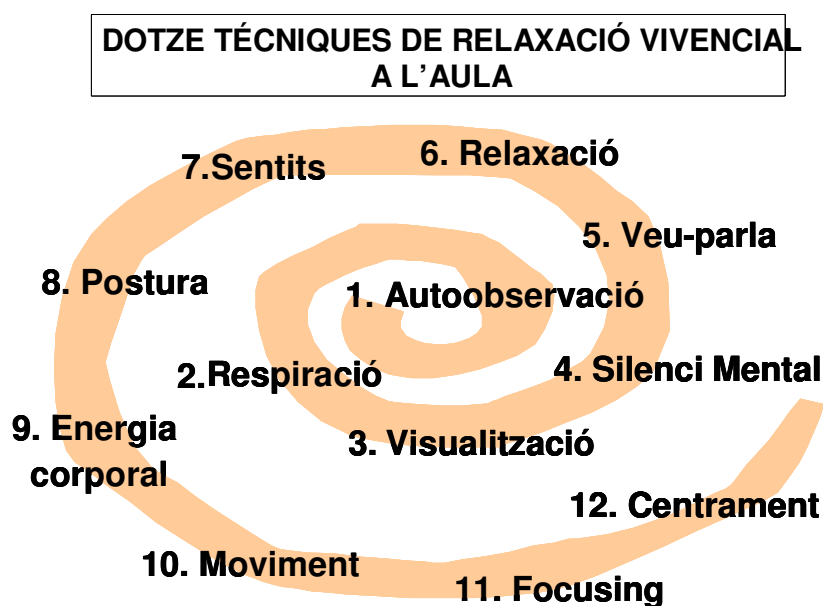 DOTZE TÉCNIQUES DE RELAXACIÓ VIVENCIAL
A L'AULA
1. Autoobservació
2.Respiració
3. Visualització
4. Silenci Mental
5. Veu-parla
6. Relaxació
7.Sentits
8. Postura
9. Energia
corporal
10. Moviment
11. Focusing
12. Centrament